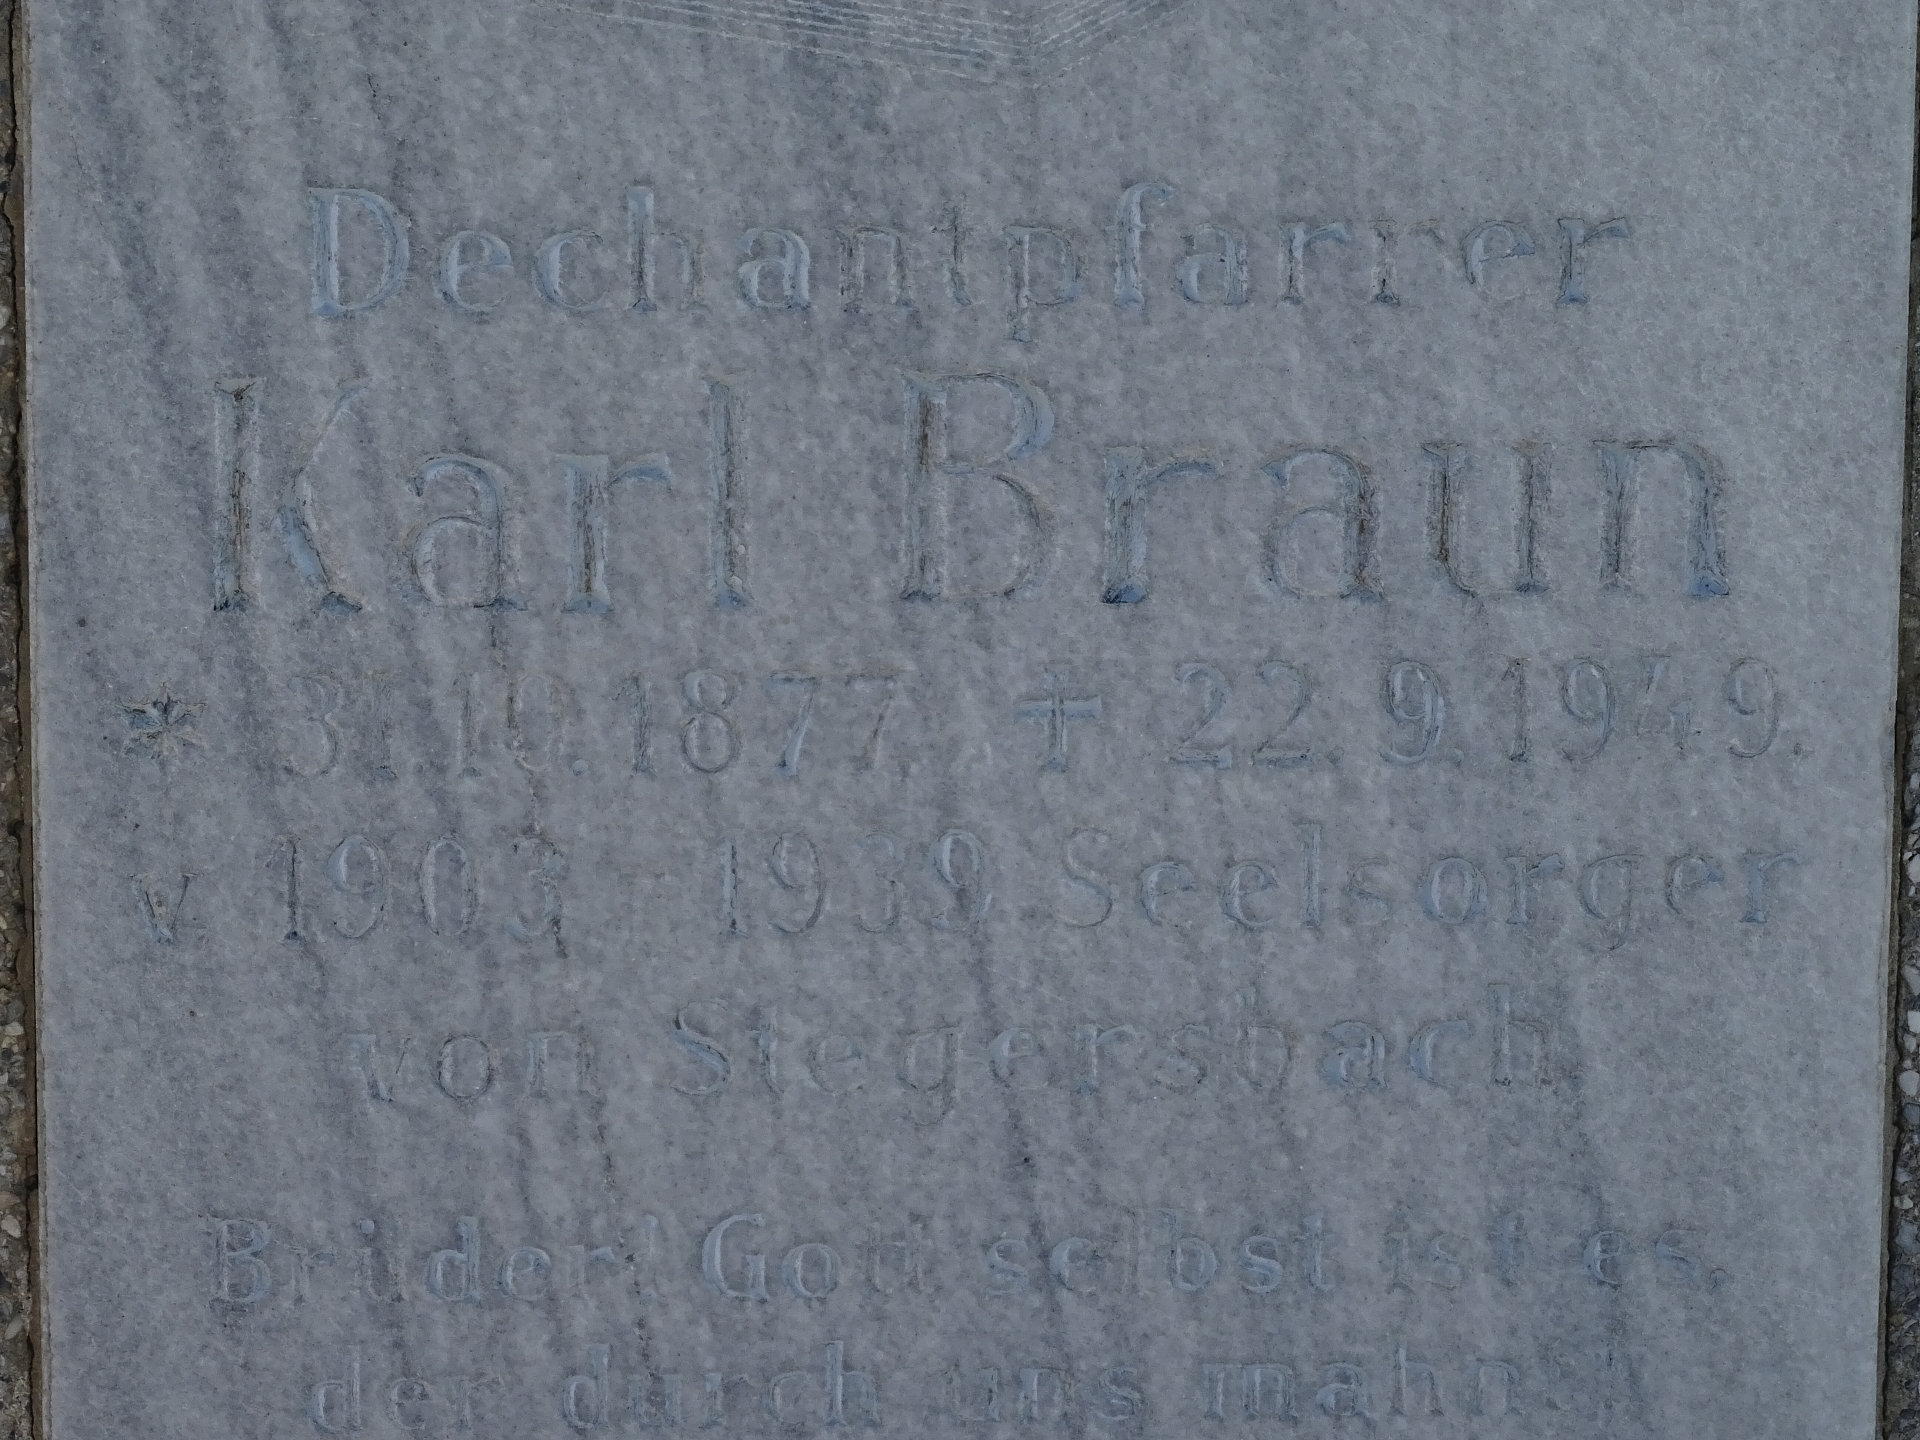 Dechantpfarrer
Karl Braun
* 31.10.1877 ✝ 22.9.1949.
v 1903 - 1939 Seelsorger
von Stegersbach
Brüder! Gott selbst ist es,
der durch uns mahnt!